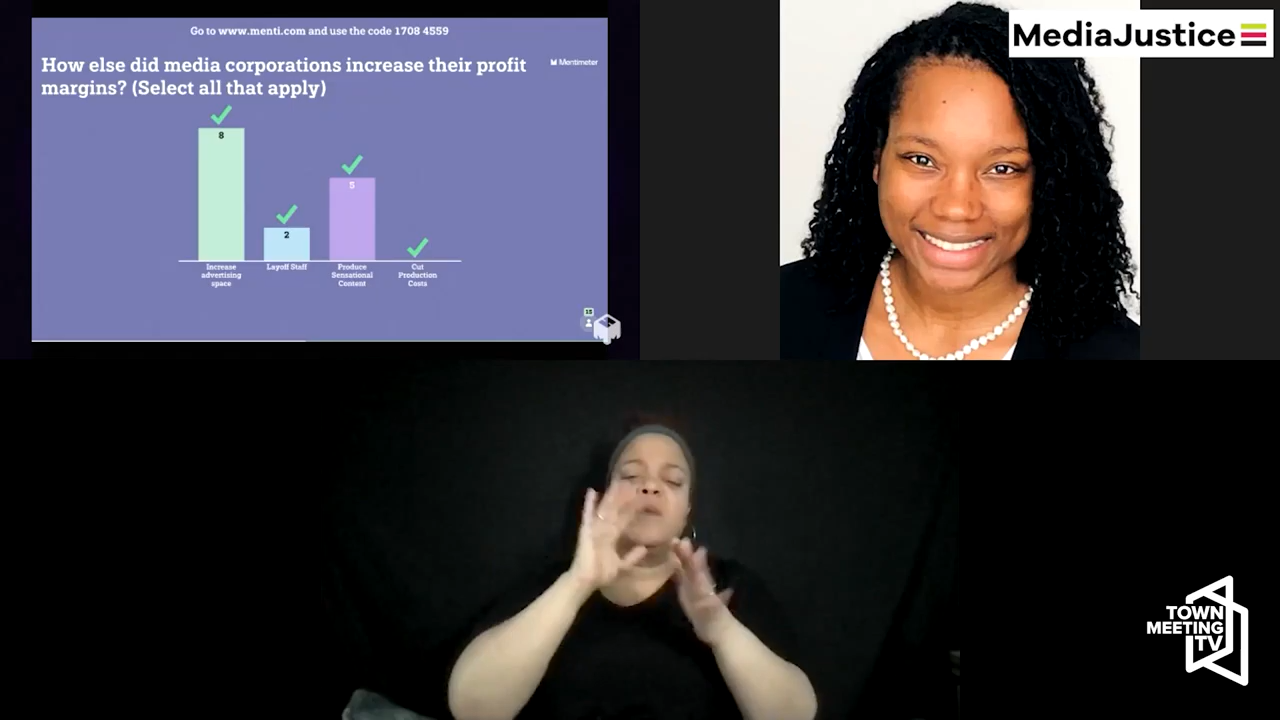 Go to www.menti.com and use the code 1708 4559
How else did media corporations increase their profit
margins? (Select all that apply)
Mentimeter
8
2
5
Increase
advertising
space
Layoff Staff
Produce
Sensational
Content
Cut
Production
Costs
15
MediaJustice
TOWN
MEETING
TV